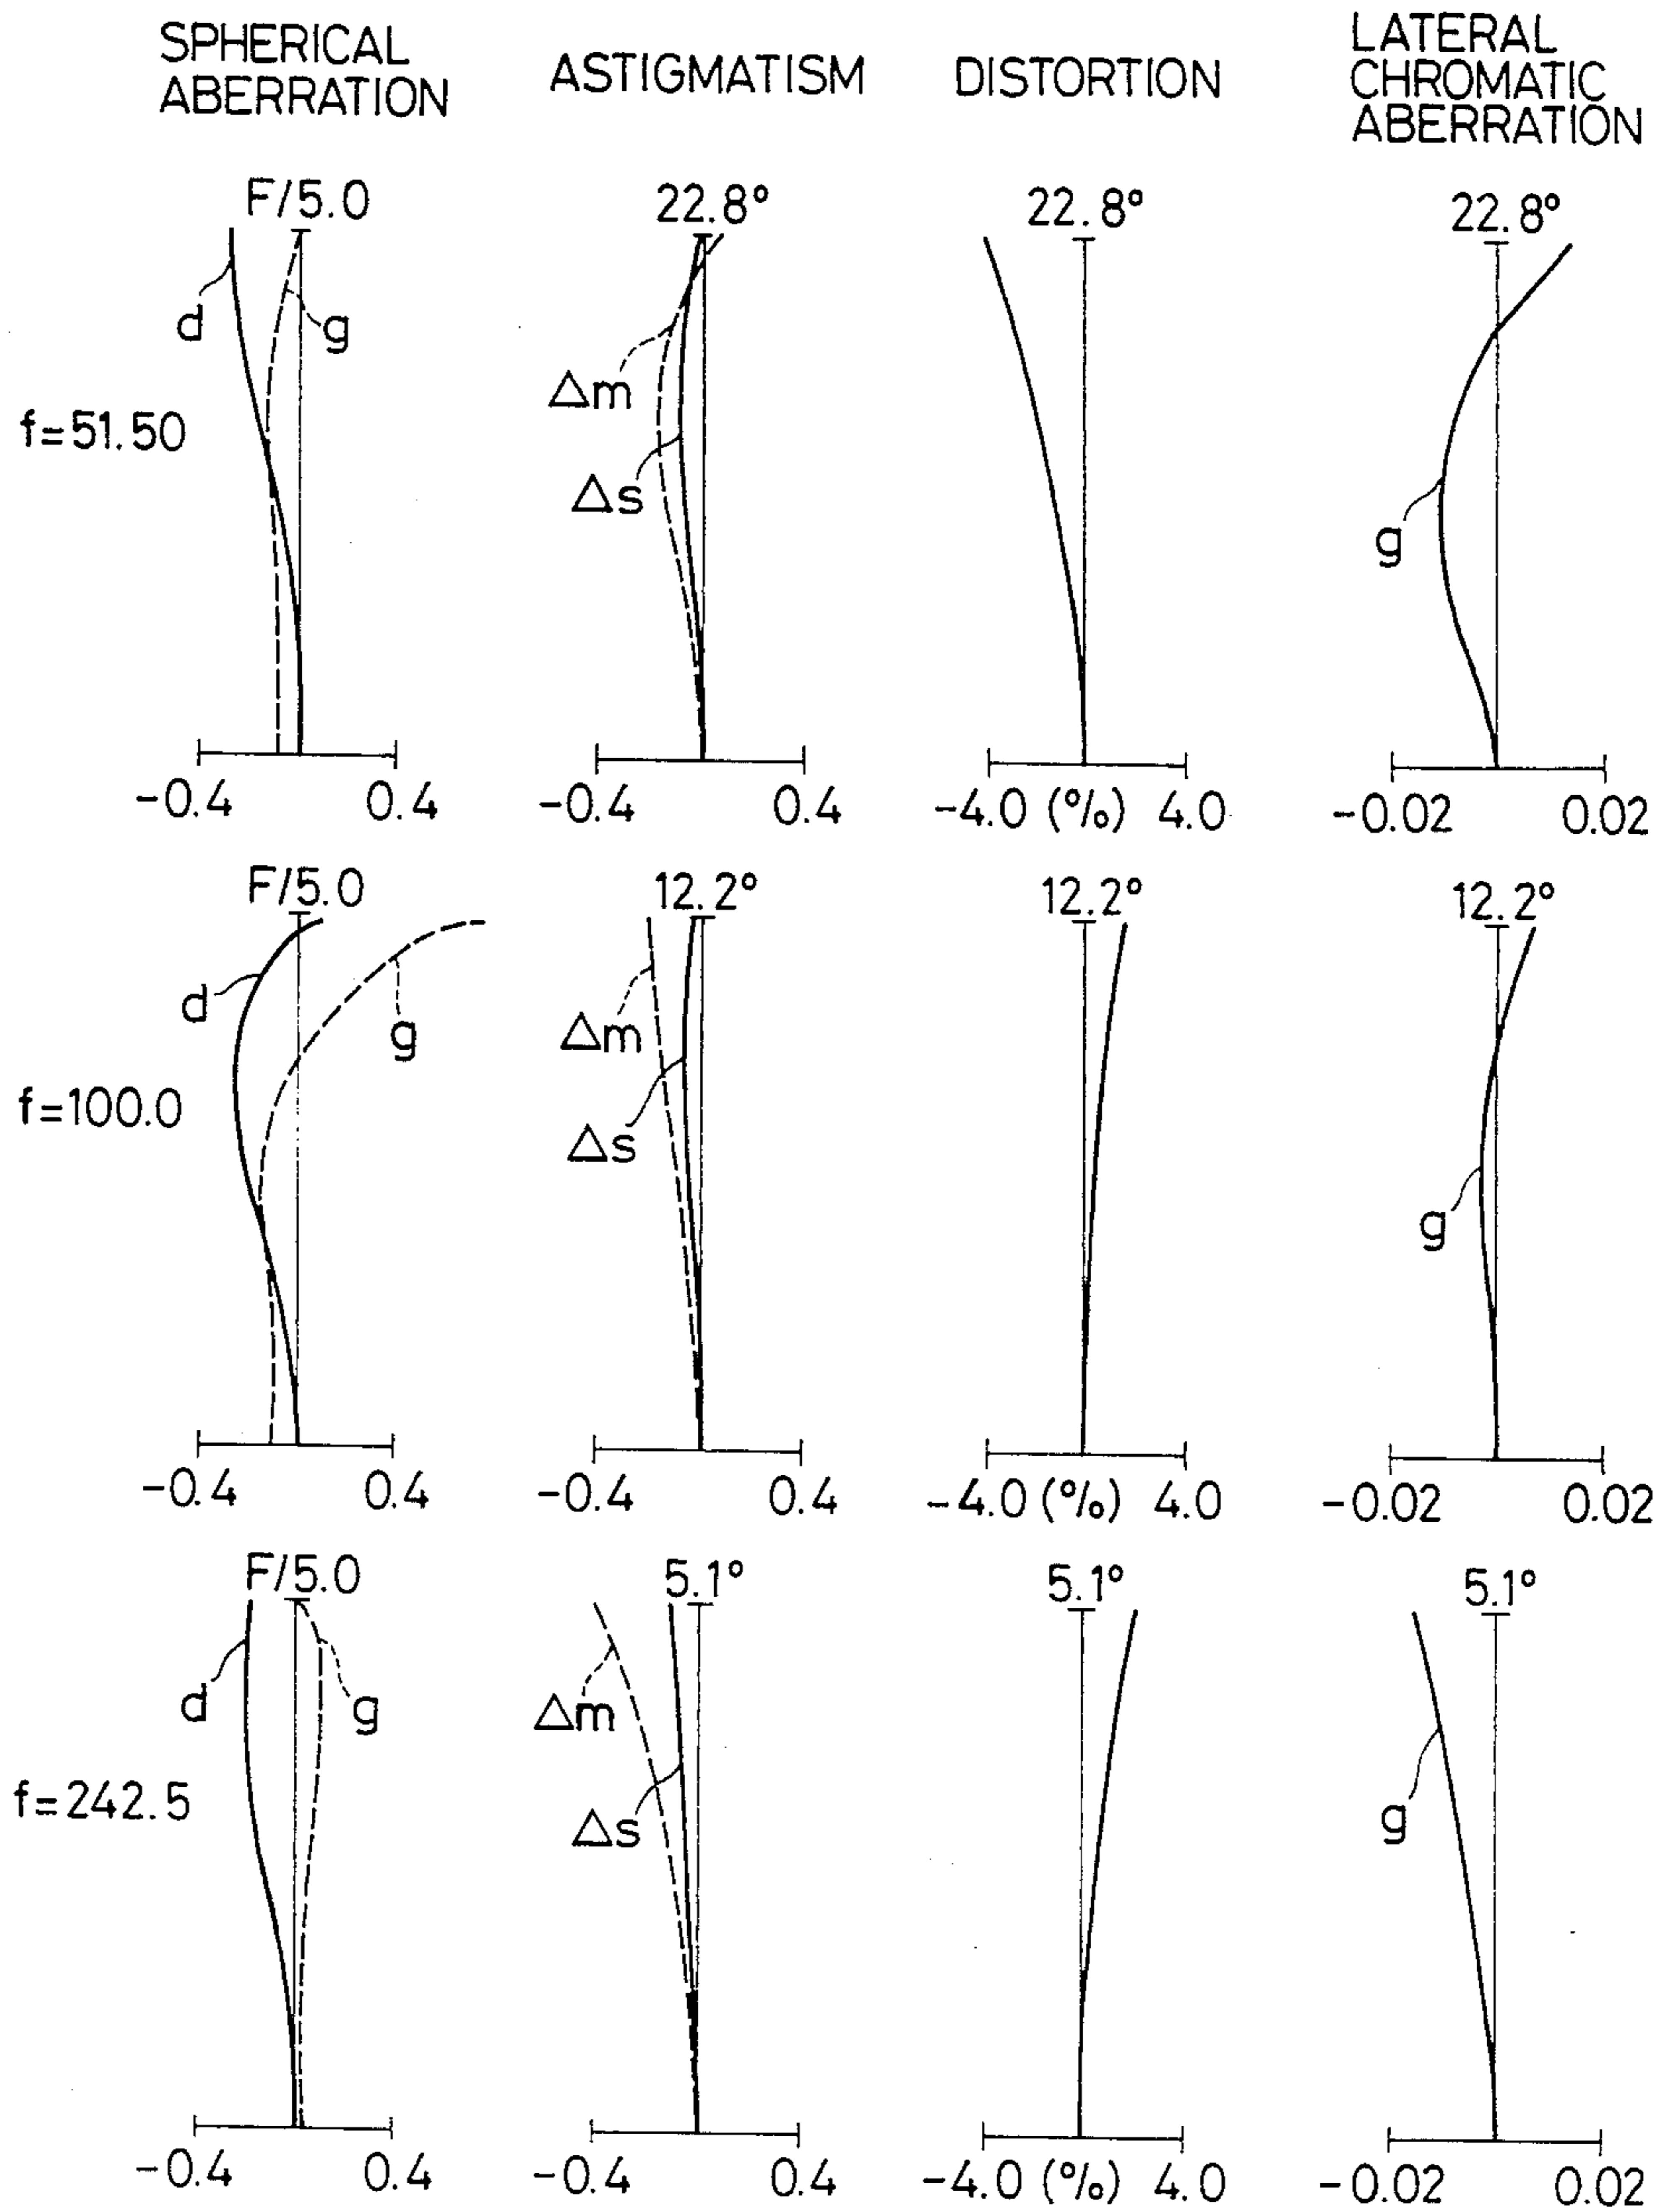 SPHERICAL
ABERRATION
ASTIGMATISM
DISTORTION
LATERAL
CHROMATIC
ABERRATION
f=51.50
F/5.0
d
g
-0.4
0.4
22.8°
Δm
Δs
-0.4
0.4
22.8°
-4.0 (%) 4.0
22.8°
g
-0.02
0.02
f=100.0
F/5.0
d
g
-0.4
0.4
12.2°
Δm
Δs
-0.4
0.4
12.2°
-4.0 (%) 4.0
12.2°
g
-0.02
0.02
f=242.5
F/5.0
d
g
-0.4
0.4
5.1°
Δm
Δs
-0.4
0.4
5.1°
-4.0 (%) 4.0
5.1°
g
-0.02
0.02